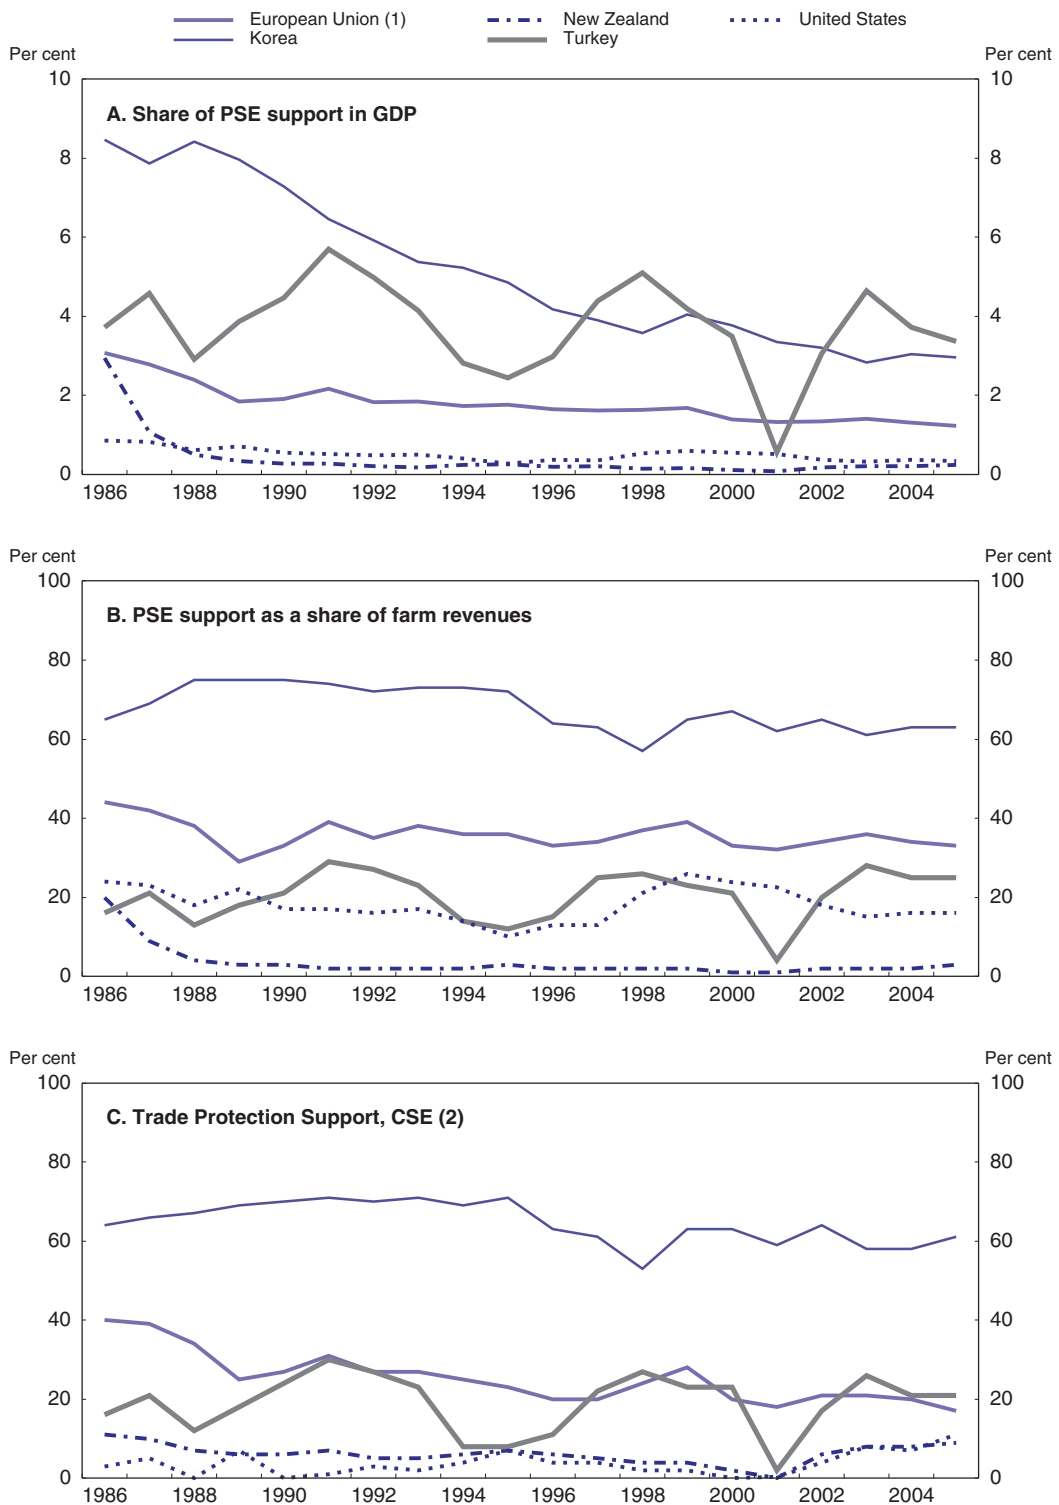 European Union (1) New Zealand United States
Korea Turkey
Per cent Per cent
A. Share of PSE support in GDP
10 10
8 8
6 6
4 4
2 2
0 0
1986 1988 1990 1992 1994 1996 1998 2000 2002 2004
Per cent Per cent
100 100
B. PSE support as a share of farm revenues
80 80
60 60
40 40
20 20
0 0
1986 1988 1990 1992 1994 1996 1998 2000 2002 2004
Per cent Per cent
100 100
C. Trade Protection Support, CSE (2)
80 80
60 60
40 40
20 20
0 0
1986 1988 1990 1992 1994 1996 1998 2000 2002 2004